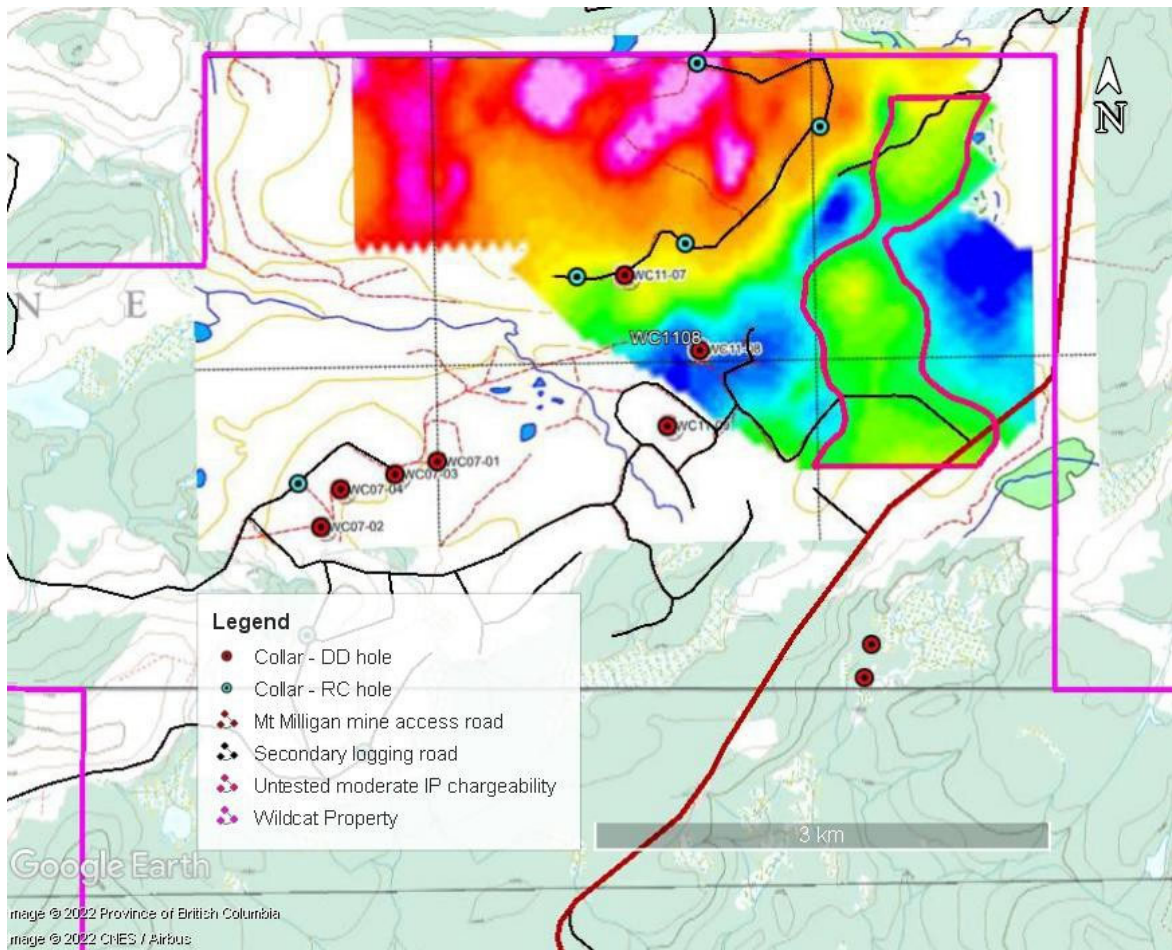 N
WC11-07
N E
WC1108
WC11-08
WC11-09
WC07-01
WC07-03
WC07-04
WC07-02
Legend
Collar - DD hole
Collar - RC hole
Mt Milligan mine access road
Secondary logging road
Untested moderate IP chargeability
Wildcat Property
3 km
Google Earth
mage © 2022 Province of British Columbia
mage © 2022 CNES / Airbus